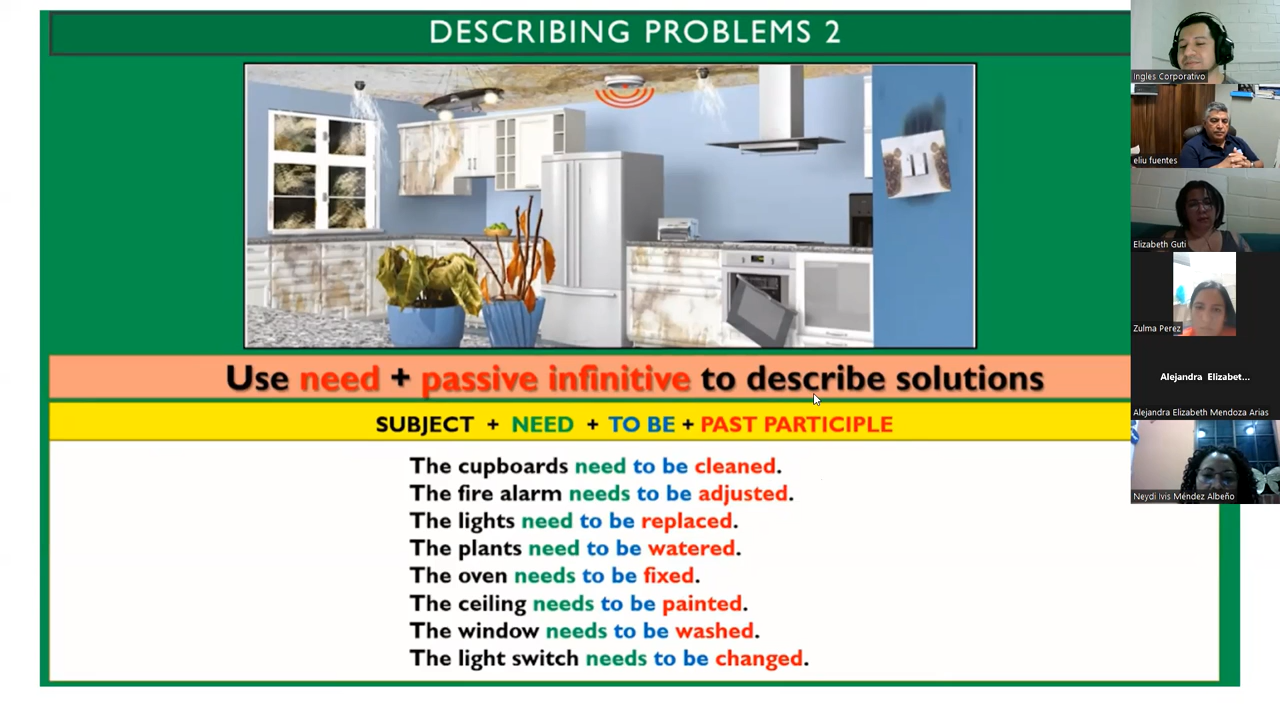 DESCRIBING PROBLEMS 2
Use need + passive infinitive to describe solutions
SUBJECT + NEED + TO BE + PAST PARTICIPLE
The cupboards need to be cleaned.
The fire alarm needs to be adjusted.
The lights need to be replaced.
The plants need to be watered.
The oven needs to be fixed.
The ceiling needs to be painted.
The window needs to be washed.
The light switch needs to be changed.
Ingles Corporativo
eliu fuentes
Elizabeth Guti
Zulma Perez
Alejandra Elizabet...
Alejandra Elizabeth Mendoza Arias
Neydi Ivis Méndez Albeño